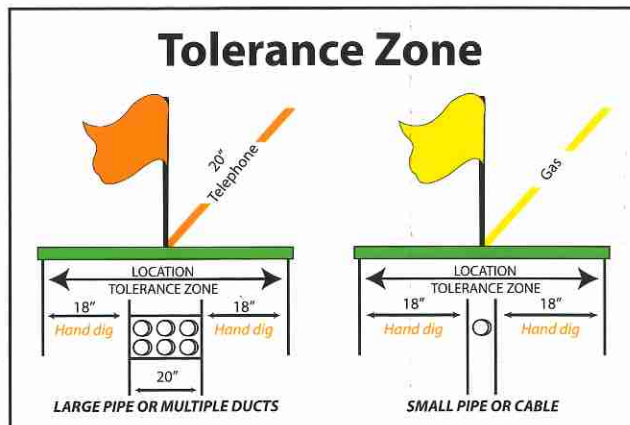 Tolerance Zone
20"
Telephone
LOCATION
TOLERANCE ZONE
18"
18"
Hand dig
Hand dig
20"
LARGE PIPE OR MULTIPLE DUCTS
Gas
LOCATION
TOLERANCE ZONE
18"
18"
Hand dig
Hand dig
SMALL PIPE OR CABLE